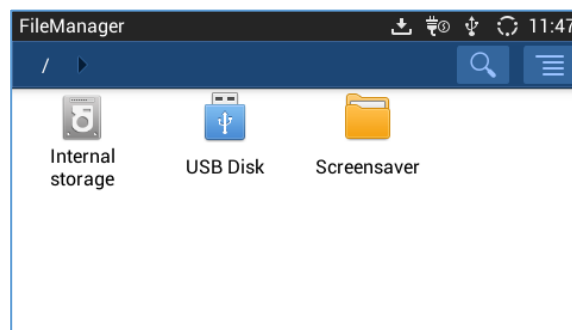 FileManager 11:47
/
Internal
storage
USB Disk
Screensaver